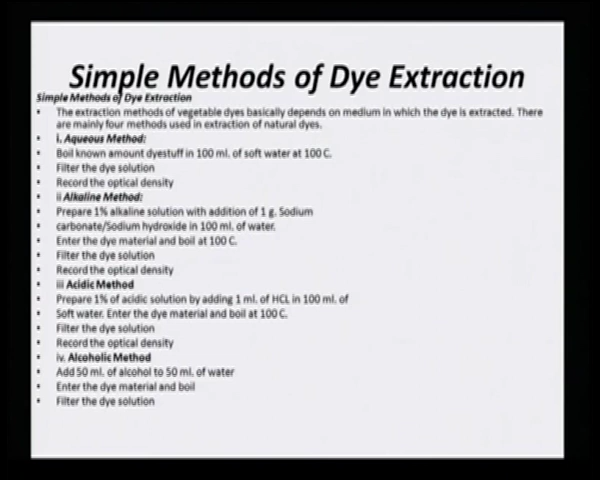 Simple Methods of Dye Extraction
Simple Methods of Dye Extraction
• The extraction methods of vegetable dyes basically depends on medium in which the dye is extracted. There
are mainly four methods used in extraction of natural dyes.
• i. Aqueous Method:
• Boil known amount dyestuff in 100 ml. of soft water at 100 C.
• Filter the dye solution
• Record the optical density
• ii Alkaline Method:
• Prepare 1% alkaline solution with addition of 1 g. Sodium
• carbonate/Sodium hydroxide in 100 ml. of water.
• Enter the dye material and boil at 100 C.
• Filter the dye solution
• Record the optical density
• iii Acidic Method
• Prepare 1% of acidic solution by adding 1 ml. of HCL in 100 ml. of
• Soft water. Enter the dye material and boil at 100 C.
• Filter the dye solution
• Record the optical density
• iv. Alcoholic Method
• Add 50 ml. of alcohol to 50 ml. of water
• Enter the dye material and boil
• Filter the dye solution